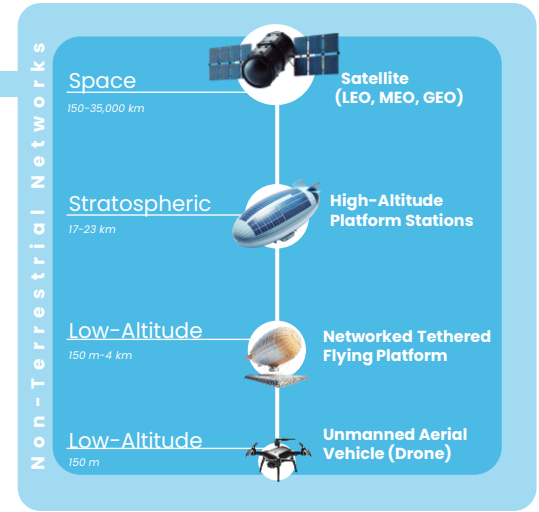 Non-Terrestrial Networks
Space
150-35,000 km
Satellite
(LEO, MEO, GEO)
Stratospheric
17-23 km
High-Altitude
Platform Stations
Low-Altitude
150 m-4 km
Networked Tethered
Flying Platform
Low-Altitude
150 m
Unmanned Aerial
Vehicle (Drone)